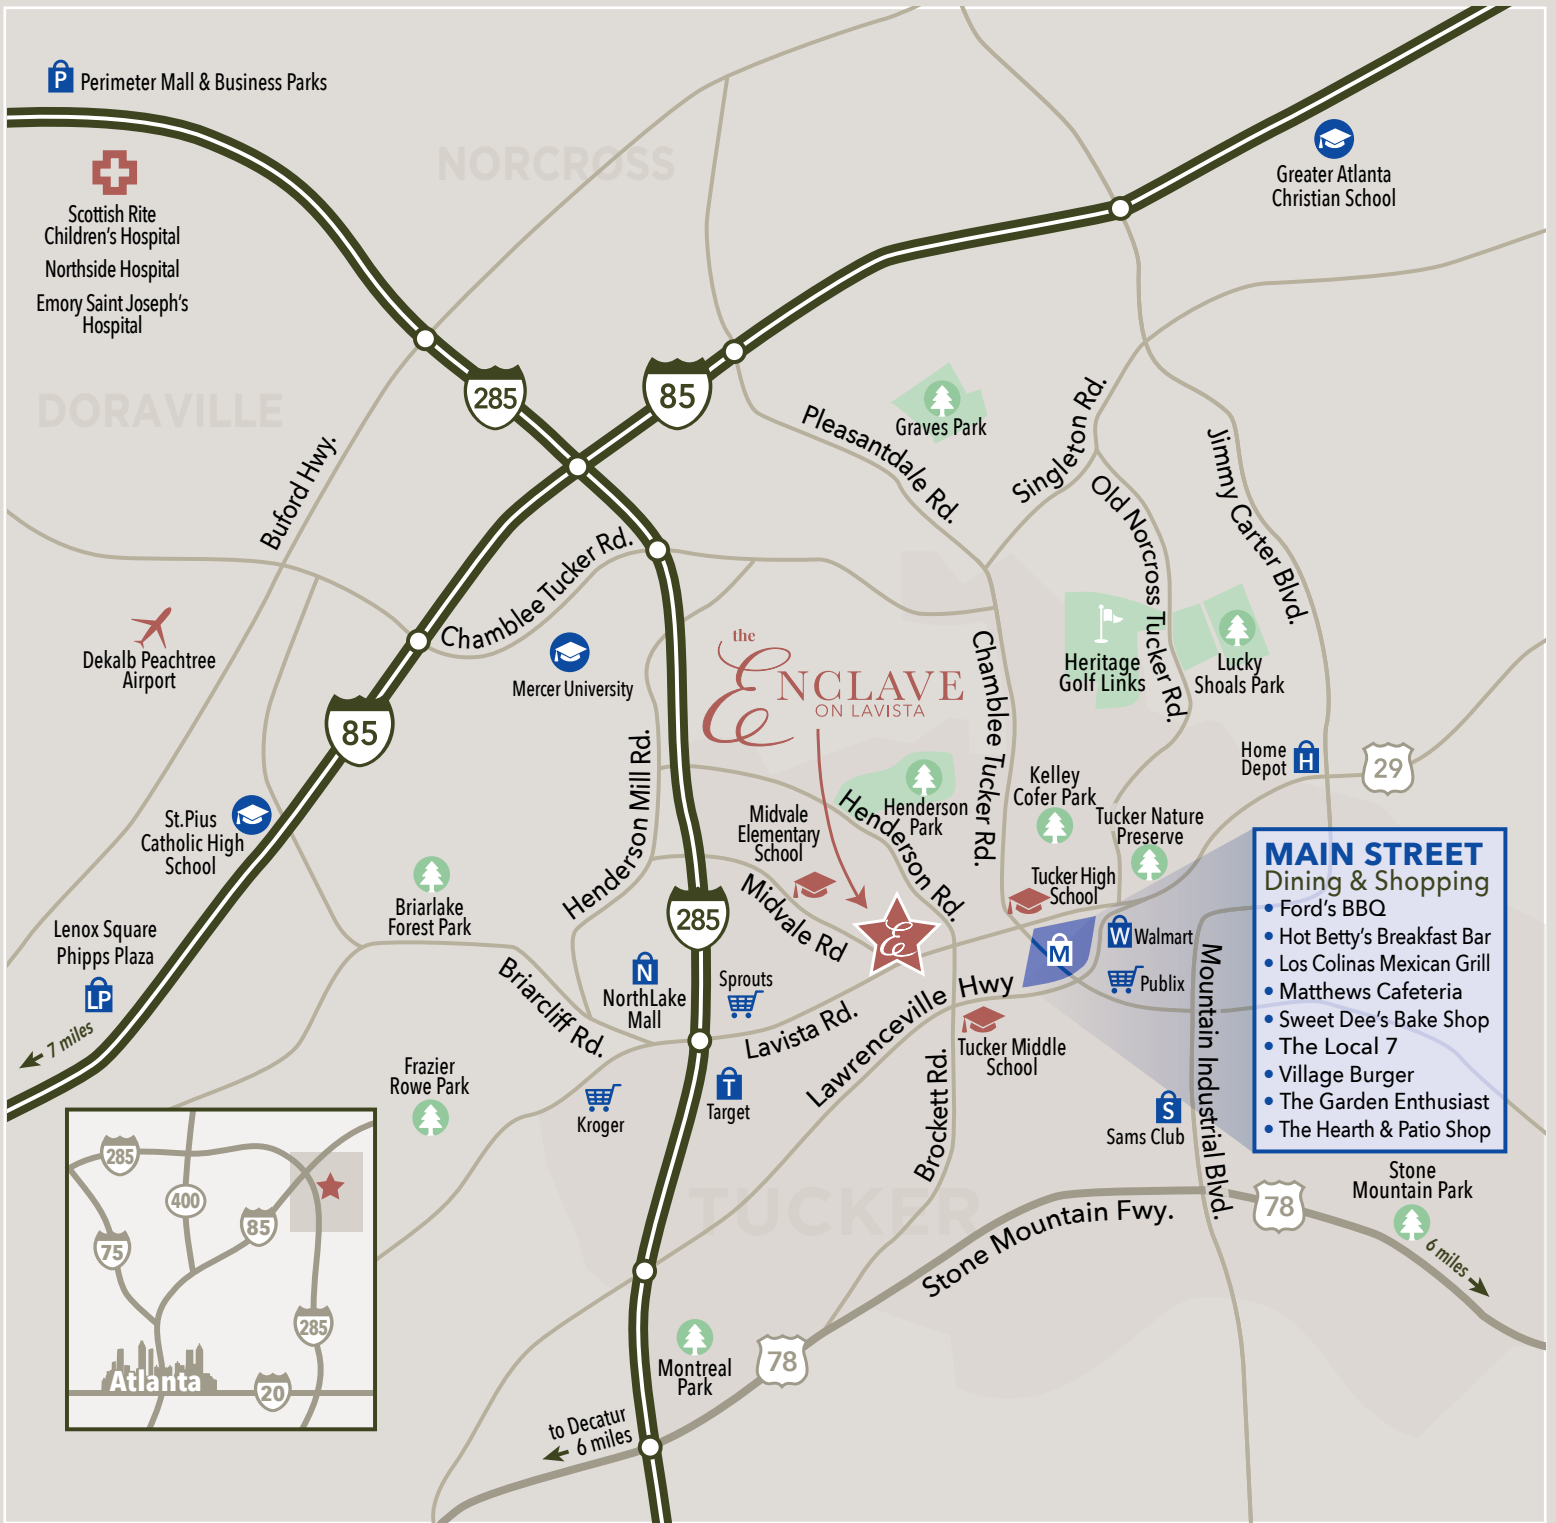 P Perimeter Mall & Business Parks
NORCROSS
Scottish Rite
Children's Hospital
Northside Hospital
Emory Saint Joseph's
Hospital
Greater Atlanta
Christian School
DORAVILLE
285
85
Buford Hwy.
Pleasantdale Rd.
Graves Park
Singleton Rd.
Old Norcross Tucker Rd.
Jimmy Carter Blvd.
Chamblee Tucker Rd.
Dekalb Peachtree
Airport
Mercer University
the
ENCLAVE
ON LAVISTA
Chamblee Tucker Rd.
Heritage
Golf Links
Lucky
Shoals Park
85
Henderson Mill Rd.
Home
Depot
H
29
St.Pius
Catholic High
School
Midvale
Elementary
School
Henderson
Park
Henderson Rd.
Kelley
Cofer Park
Tucker Nature
Preserve
Briarlake
Forest Park
285
Midvale Rd
E
Tucker High
School
M
W Walmart
Publix
MAIN STREET
Dining & Shopping
• Ford's BBQ
• Hot Betty's Breakfast Bar
• Los Colinas Mexican Grill
• Matthews Cafeteria
• Sweet Dee's Bake Shop
• The Local 7
• Village Burger
• The Garden Enthusiast
• The Hearth & Patio Shop
Lenox Square
Phipps Plaza
LP
7 miles
Briarcliff Rd.
N
NorthLake
Mall
Sprouts
Lavista Rd.
Lawrenceville Hwy
Tucker Middle
School
Mountain Industrial Blvd.
Frazier
Rowe Park
Kroger
T
Target
Brockett Rd.
S
Sams Club
TUCKER
Stone Mountain Fwy.
78
Stone
Mountain Park
6 miles
285
400
85
75
285
Atlanta
20
Montreal
Park
78
to Decatur
6 miles